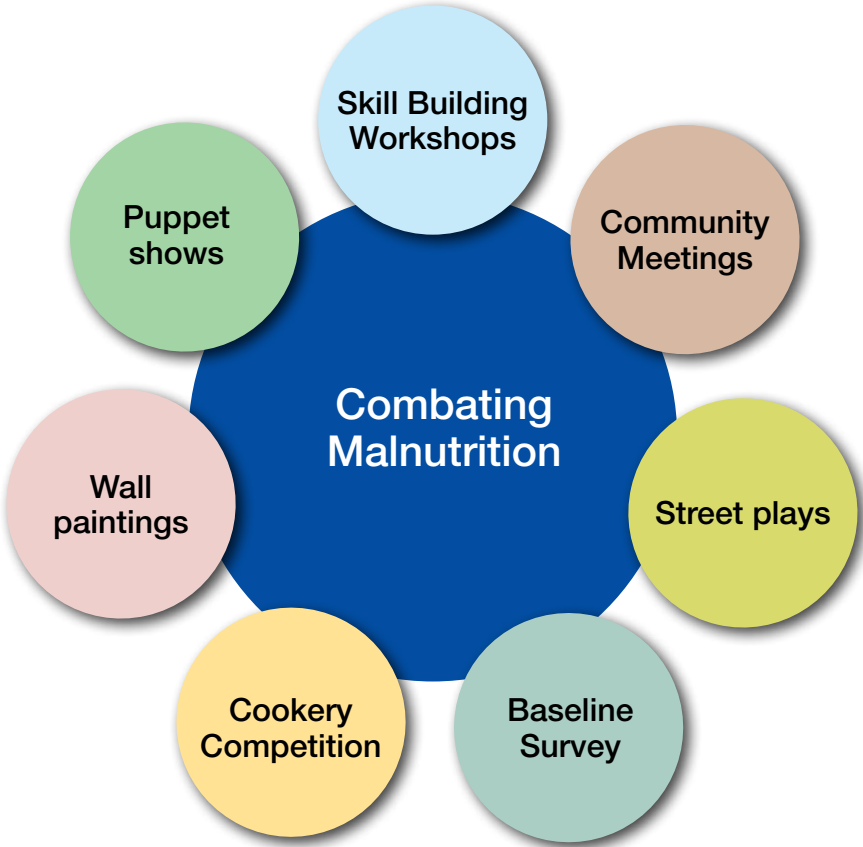 Skill Building
Workshops
Community
Meetings
Street plays
Baseline
Survey
Cookery
Competition
Wall
paintings
Puppet
shows
Combating
Malnutrition